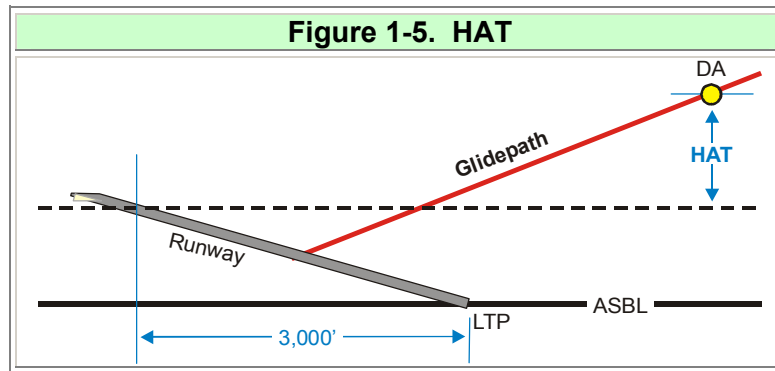 Figure 1-5.  HAT
DA
Glidepath
HAT
Runway
ASBL
LTP
3,000'